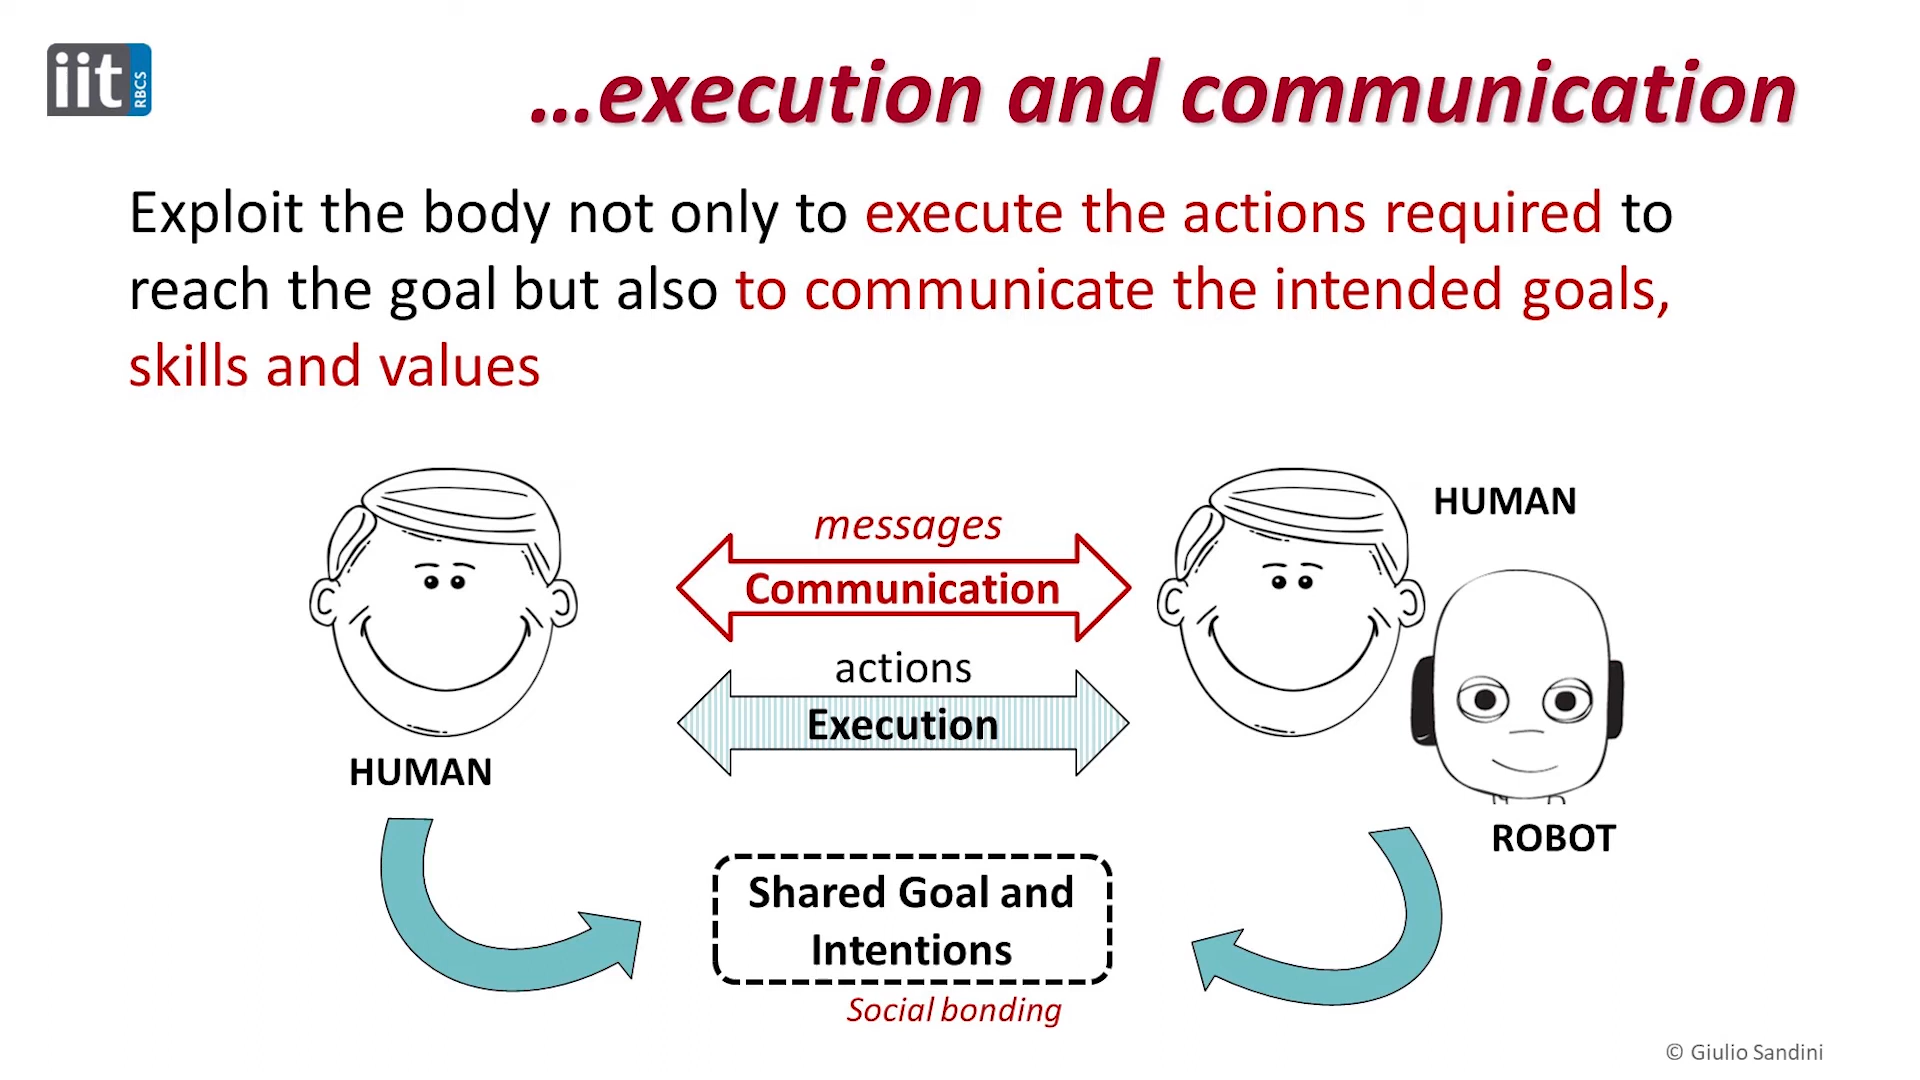 iit
RBCS
...execution and communication
Exploit the body not only to execute the actions required to
reach the goal but also to communicate the intended goals,
skills and values
messages
Communication
actions
Execution
HUMAN
HUMAN
ROBOT
Shared Goal and
Intentions
Social bonding
© Giulio Sandini